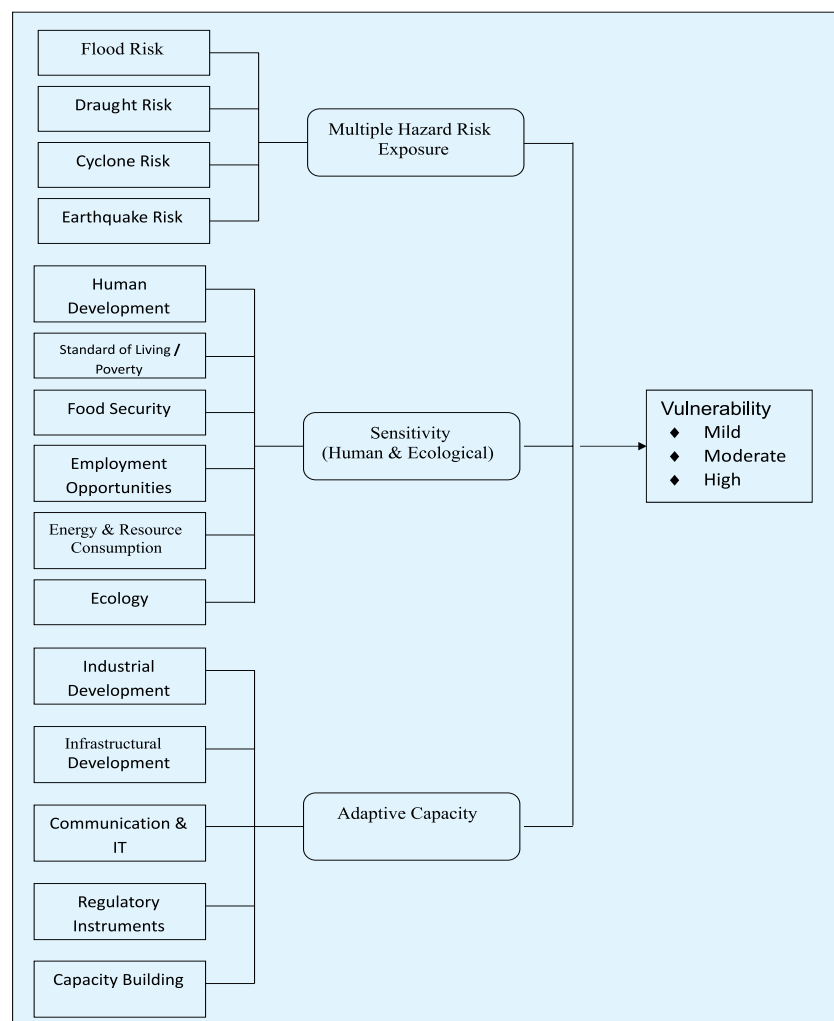 Flood Risk
Draught Risk
Cyclone Risk
Earthquake Risk
Multiple Hazard Risk
Exposure
Human
Development
Standard of Living /
Poverty
Food Security
Employment
Opportunities
Energy & Resource
Consumption
Ecology
Sensitivity
(Human & Ecological)
Industrial
Development
Infrastructural
Development
Communication &
IT
Regulatory
Instruments
Capacity Building
Adaptive Capacity
Vulnerability
♦ Mild
♦ Moderate
♦ High